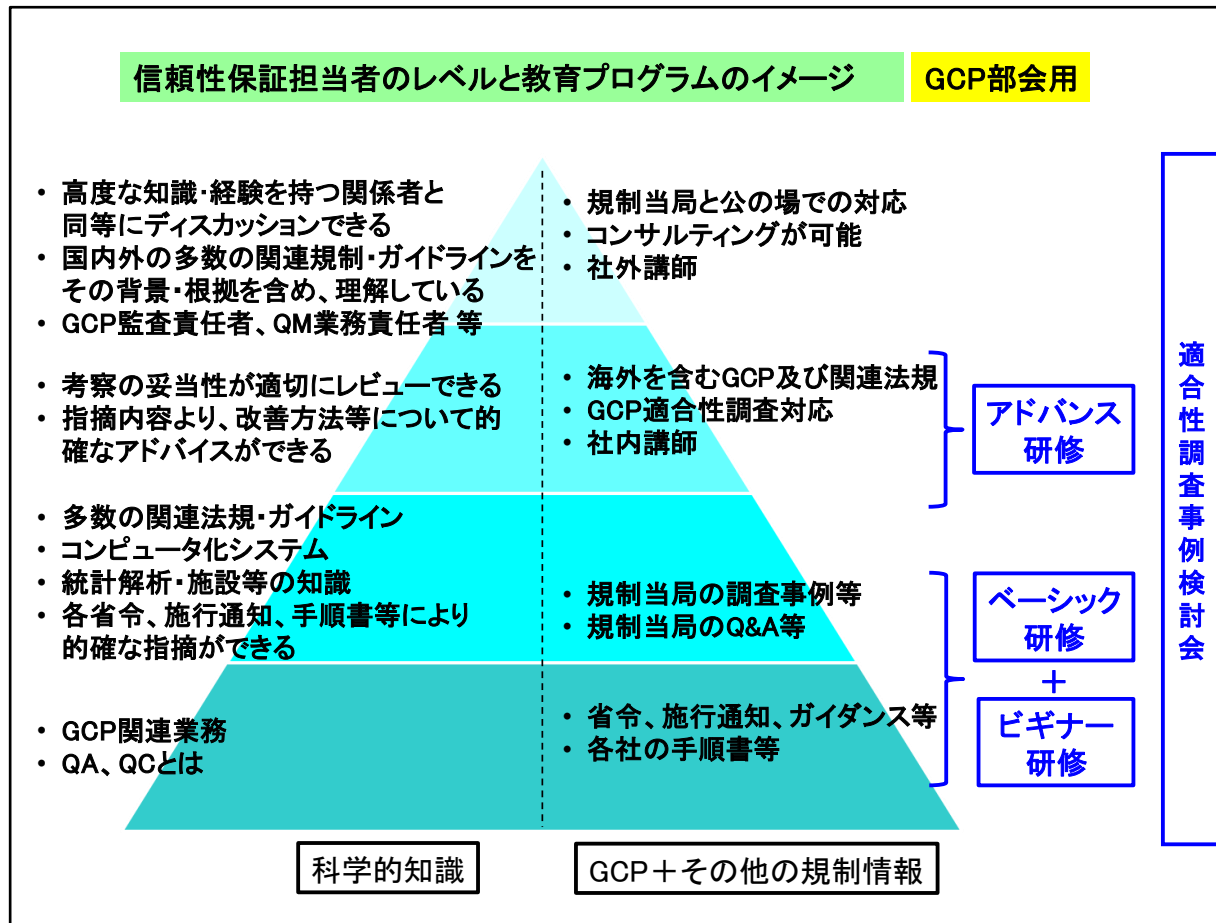 信頼性保証担当者のレベルと教育プログラムのイメージ
GCP部会用
・ 高度な知識・経験を持つ関係者と
同等にディスカッションできる
・ 国内外の多数の関連規制・ガイドラインを
その背景・根拠を含め、理解している
・ GCP監査責任者、QM業務責任者 等
・ 規制当局と公の場での対応
・ コンサルティングが可能
・ 社外講師
・ 考察の妥当性が適切にレビューできる
・ 指摘内容より、改善方法等について的
確なアドバイスができる
・ 海外を含むGCP及び関連法規
・ GCP適合性調査対応
・ 社内講師
アドバンス
研修
・ 多数の関連法規・ガイドライン
・ コンピュータ化システム
・ 統計解析・施設等の知識
・ 各省令、施行通知、手順書等により
的確な指摘ができる
・ 規制当局の調査事例等
・ 規制当局のQ&A等
ベーシック
研修
＋
ビギナー
研修
・ GCP関連業務
・ QA、QCとは
・ 省令、施行通知、ガイダンス等
・ 各社の手順書等
適合性調査事例検討会
科学的知識
GCP＋その他の規制情報